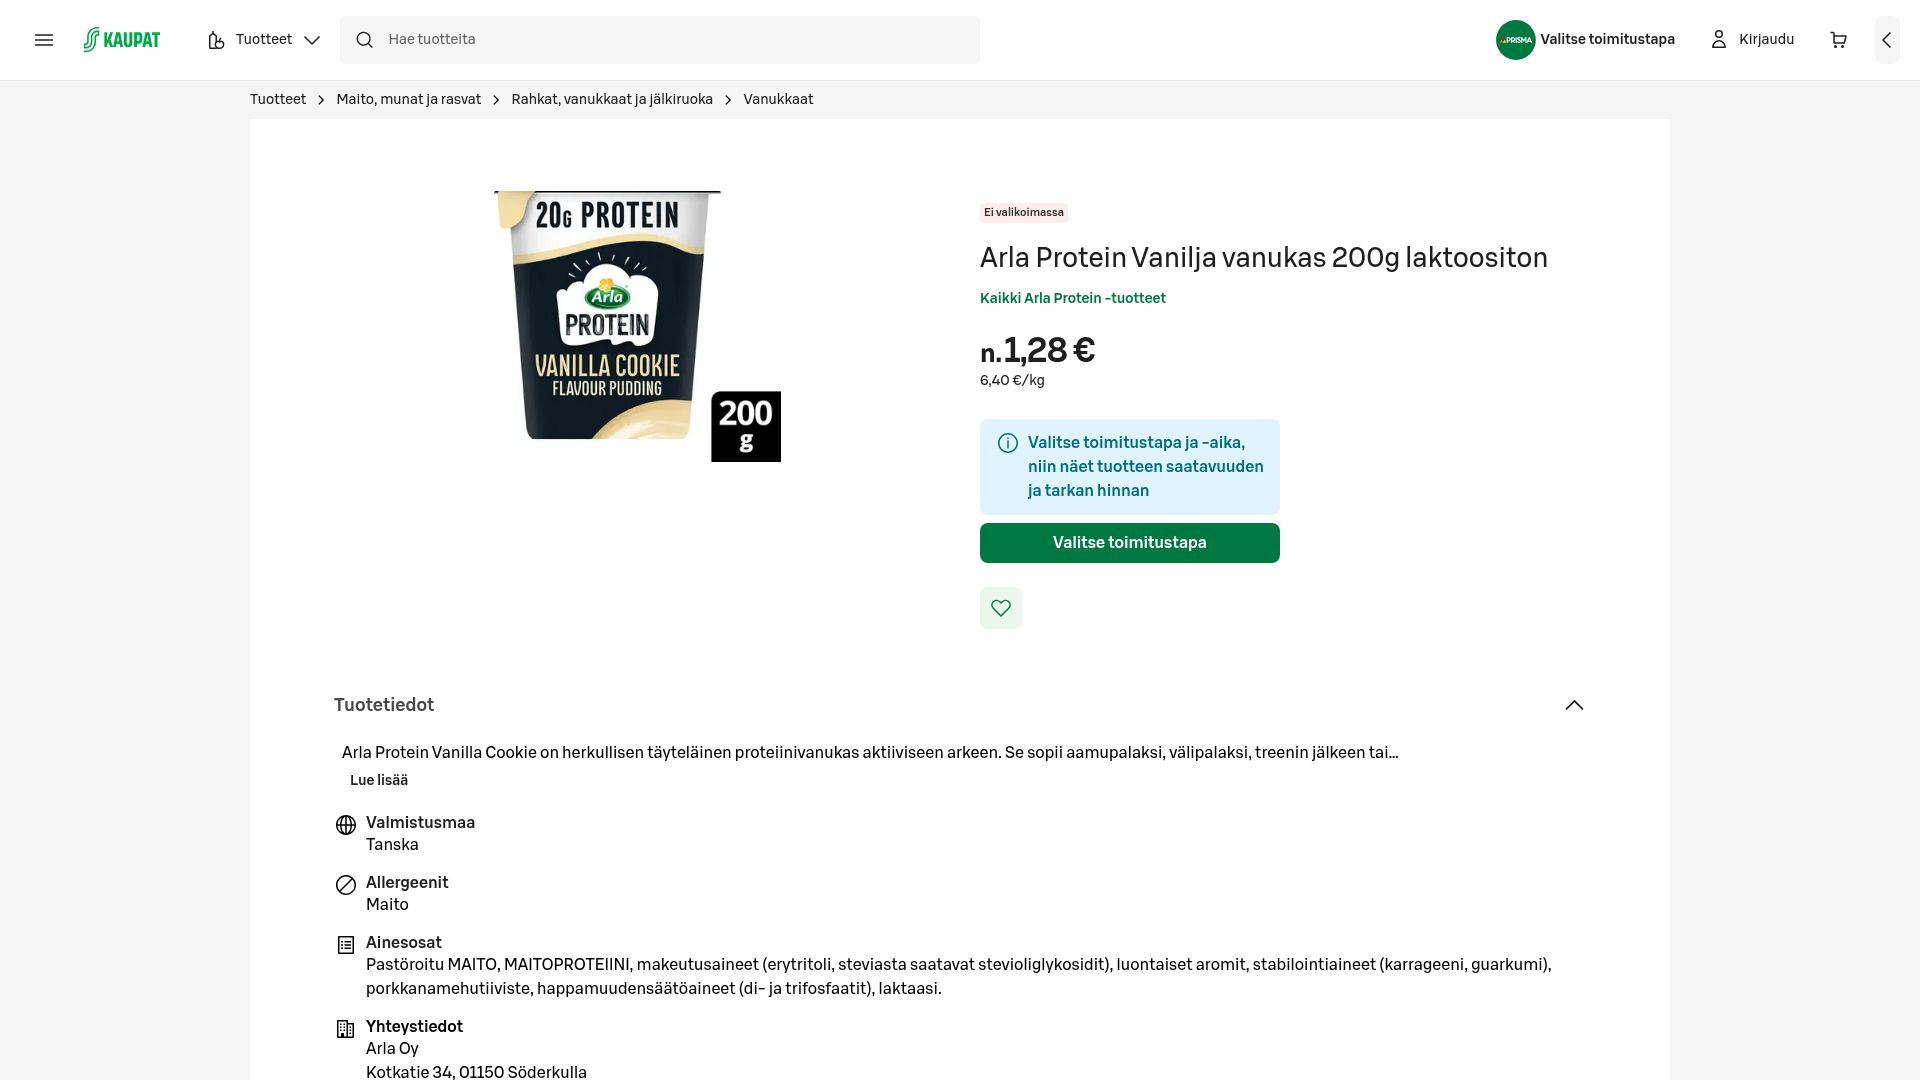 KAUPAT
Tuotteet
Hae tuotteita
PRISMA
Valitse toimitustapa
Kirjaudu
Tuotteet
Maito, munat ja rasvat
Rahkat, vanukkaat ja jälkiruoka
Vanukkaat
20G PROTEIN
Arla
PROTEIN
VANILLA COOKIE
FLAVOUR PUDDING
200
g
Ei valikoimassa
Arla Protein Vanilja vanukas 200g laktoositon
Kaikki Arla Protein -tuotteet
n.1,28 €
6,40 €/kg
Valitse toimitustapa ja -aika,
niin näet tuotteen saatavuuden
ja tarkan hinnan
Valitse toimitustapa
Tuotetiedot
Arla Protein Vanilla Cookie on herkullisen täyteläinen proteiinivanukas aktiiviseen arkeen. Se sopii aamupalaksi, välipalaksi, treenin jälkeen tai…
Lue lisää
Valmistusmaa
Tanska
Allergeenit
Maito
Ainesosat
Pastöroitu MAITO, MAITOPROTEIINI, makeutusaineet (erytritoli, steviasta saatavat stevioliglykosidit), luontaiset aromit, stabilointiaineet (karrageeni, guarkumi),
porkkanamehutiiviste, happamuudensäätöaineet (di- ja trifosfaatit), laktaasi.
Yhteystiedot
Arla Oy
Kotkatie 34, 01150 Söderkulla